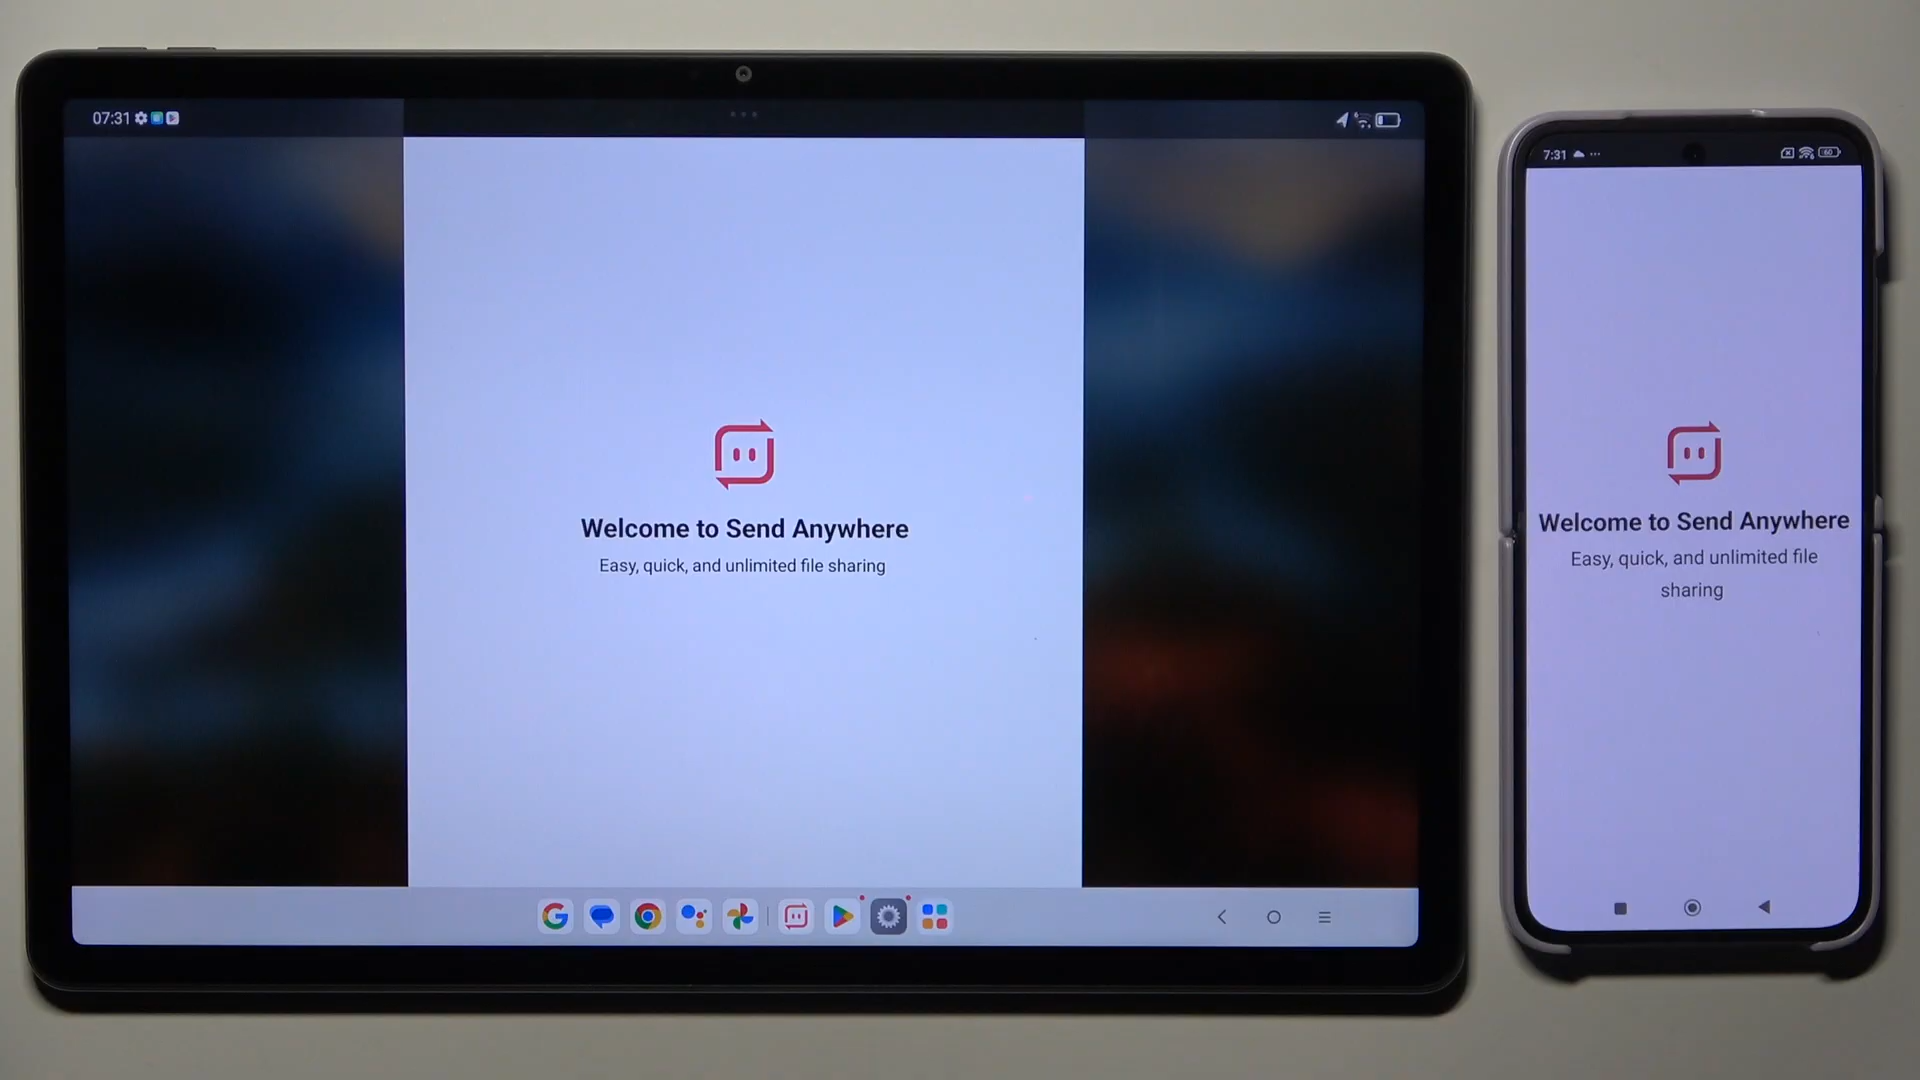 07:31
Welcome to Send Anywhere
Easy, quick, and unlimited file sharing
7:31
60
Welcome to Send Anywhere
Easy, quick, and unlimited file
sharing